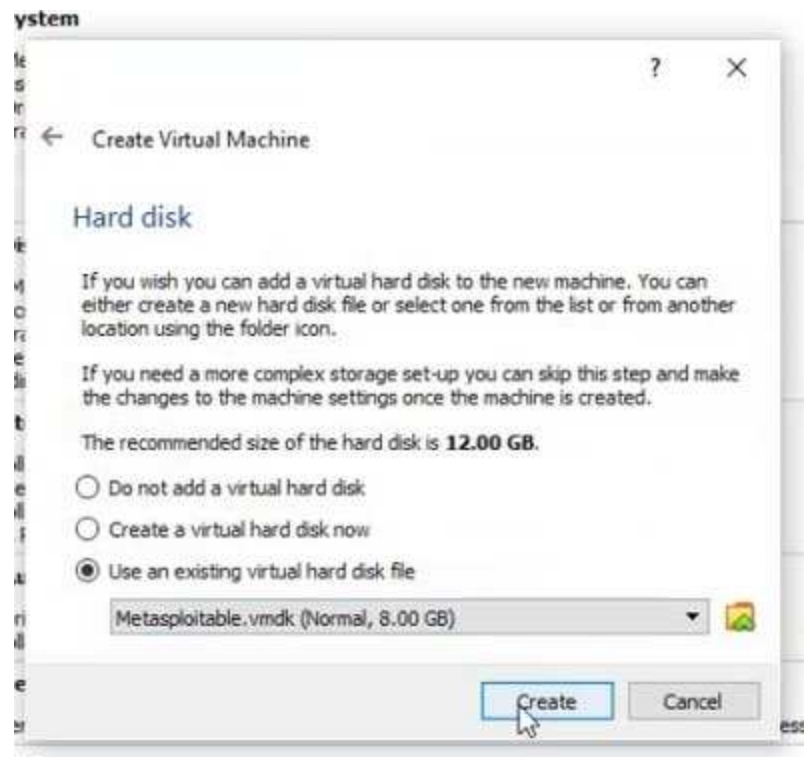 ystem
?
Create Virtual Machine
Hard disk
If you wish you can add a virtual hard disk to the new machine. You can
either create a new hard disk file or select one from the list or from another
location using the folder icon.
If you need a more complex storage set-up you can skip this step and make
the changes to the machine settings once the machine is created.
The recommended size of the hard disk is 12.00 GB.
Do not add a virtual hard disk
Create a virtual hard disk now
Use an existing virtual hard disk file
Metasploitable.vmdk (Normal, 8.00 GB)
Create Cancel